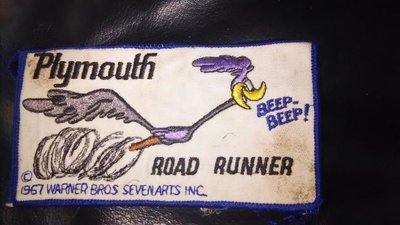 Plymouth
BEEP-
BEEP!
ROAD RUNNER
© 1967 WARNER BROS SEVEN ARTS INC.